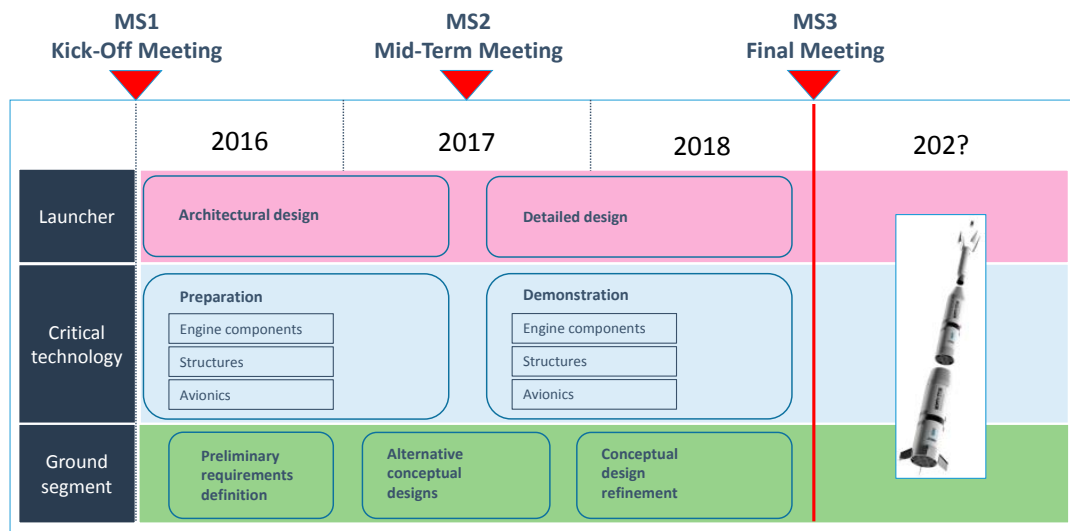 MS1
Kick-Off Meeting
MS2
Mid-Term Meeting
MS3
Final Meeting
2016
2017
2018
202?
Launcher
Architectural design
Detailed design
Critical
technology
Preparation
Engine components
Structures
Avionics
Demonstration
Engine components
Structures
Avionics
Ground
segment
Preliminary
requirements
definition
Alternative
conceptual
designs
Conceptual
design
refinement